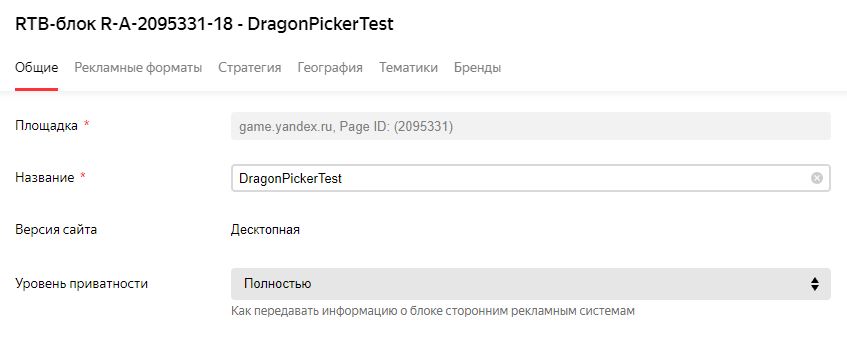 RTB-блок R-A-2095331-18 - DragonPickerTest
Общие Рекламные форматы Стратегия География Тематики Бренды
Площадка * game.yandex.ru, Page ID: (2095331)
Название * DragonPickerTest
Версия сайта Десктопная
Уровень приватности Полностью
Как передавать информацию о блоке сторонним рекламным системам